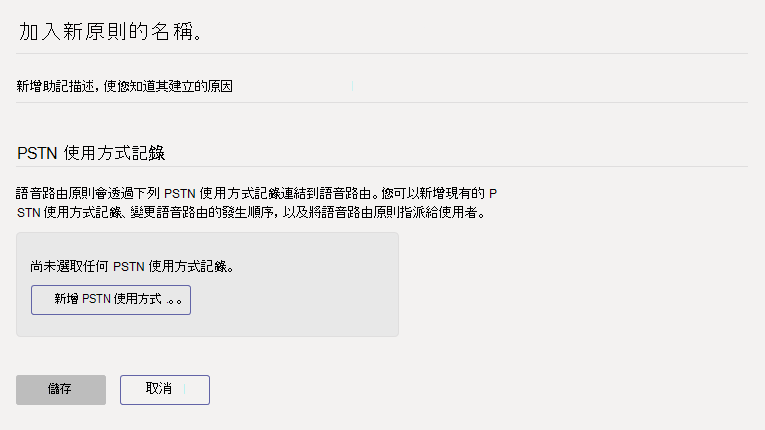 加入新原則的名稱。
新增助記描述，使您知道其建立的原因
PSTN 使用方式記錄
語音路由原則會透過下列 PSTN 使用方式記錄連結到語音路由。您可以新增現有的 P
STN 使用方式記錄、變更語音路由的發生順序，以及將語音路由原則指派給使用者。
尚未選取任何 PSTN 使用方式記錄。
新增 PSTN 使用方式 .。。
儲存
取消